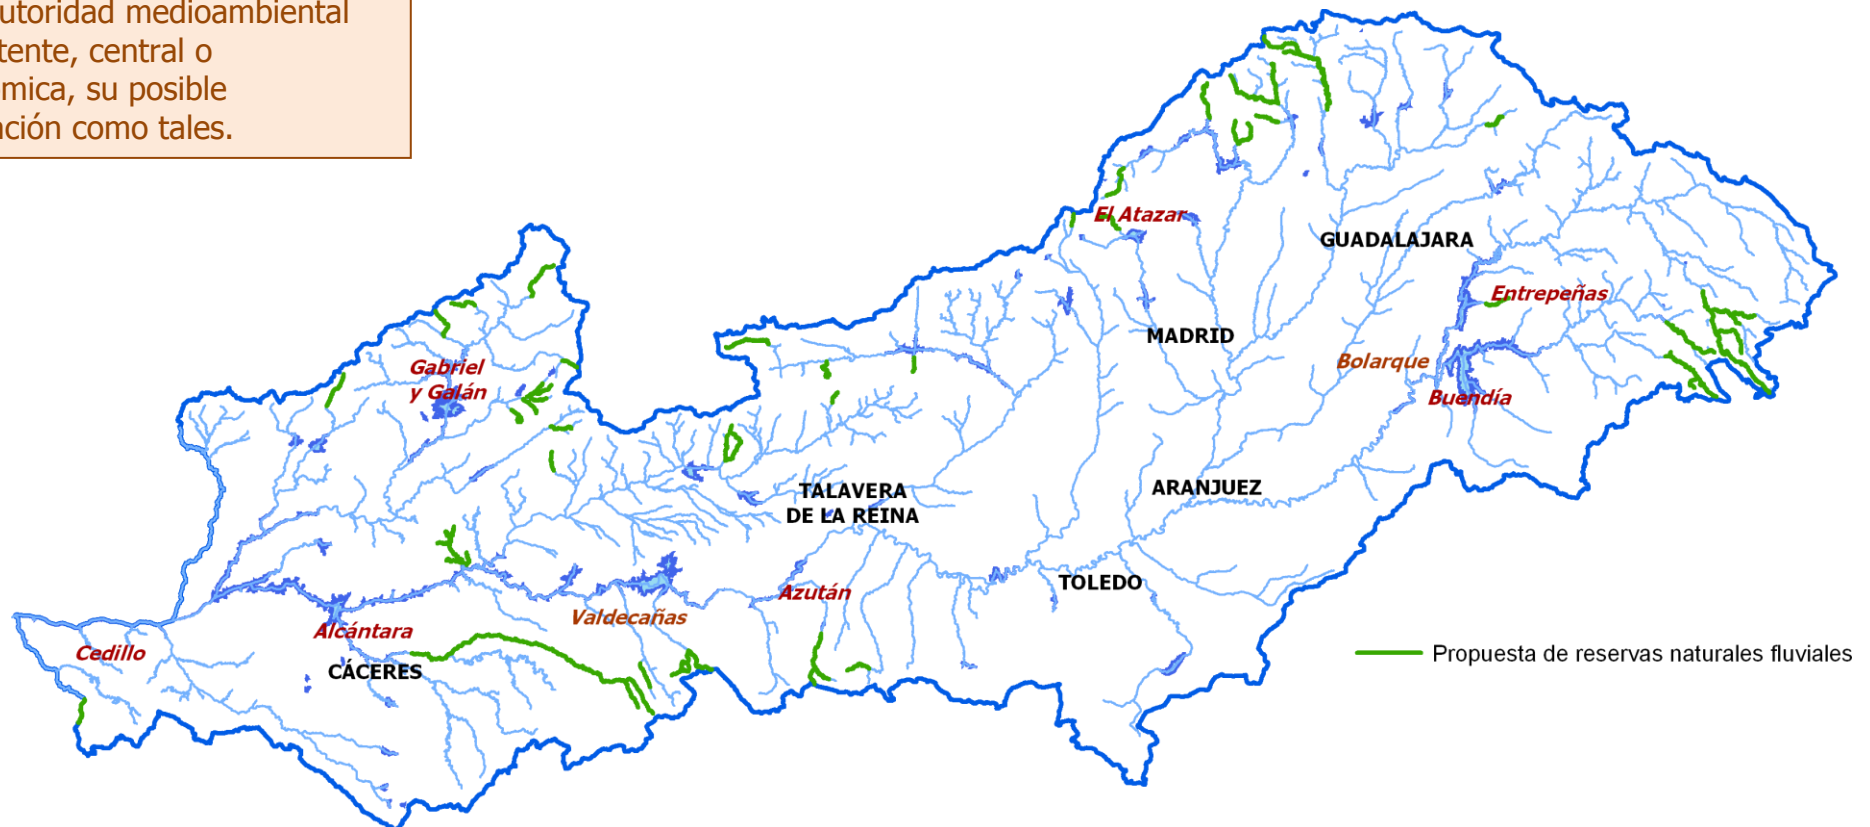 utoridad medioambiental
tente, central o
mica, su posible
ación como tales.
El Atazar
GUADALAJARA
Entrepeñas
MADRID
Bolarque
Gabriel
y Galán
Buendía
TALAVERA
DE LA REINA
ARANJUEZ
TOLEDO
Azután
Valdecañas
Alcántara
Cedillo
CÁCERES
Propuesta de reservas naturales fluviales